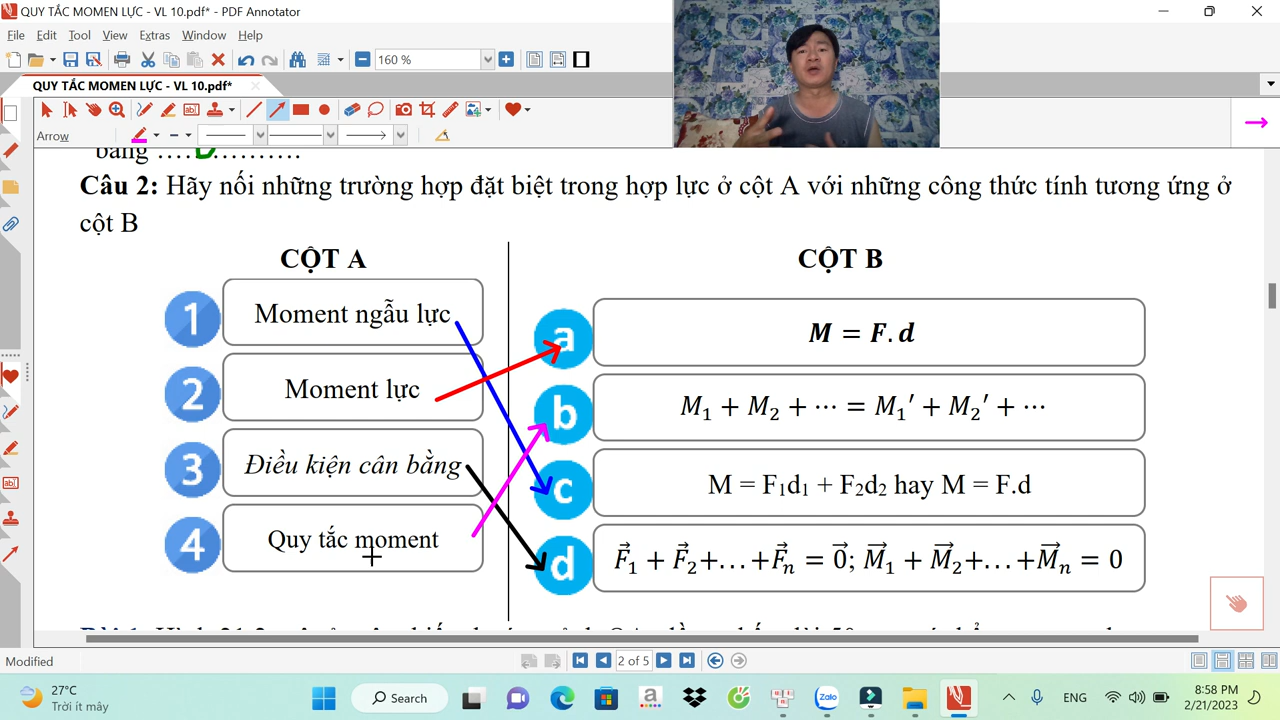 QUY TẮC MOMEN LỰC - VL 10.pdf* - PDF Annotator
File Edit Tool View Extras Window Help
160 %
QUY TẮC MOMEN LỰC - VL 10.pdf*
Arrow
bằng ....D..........
Câu 2: Hãy nối những trường hợp đặt biệt trong hợp lực ở cột A với những công thức tính tương ứng ở
cột B
CỘT A
CỘT B
1 Moment ngẫu lực
2 Moment lực
3 Điều kiện cân bằng
4 Quy tắc moment
a M = F.d
b M₁ + M₂ + ⋯ = M₁′ + M₂′ + ⋯
c M = F₁d₁ + F₂d₂ hay M = F.d
d F⃗₁ + F⃗₂+…+F⃗ₙ = 0⃗; M⃗₁ + M⃗₂+…+M⃗ₙ = 0
Modified
2 of 5
27°C
Trời ít mây
Search
a
Zalo
ENG
8:58 PM
2/21/2023